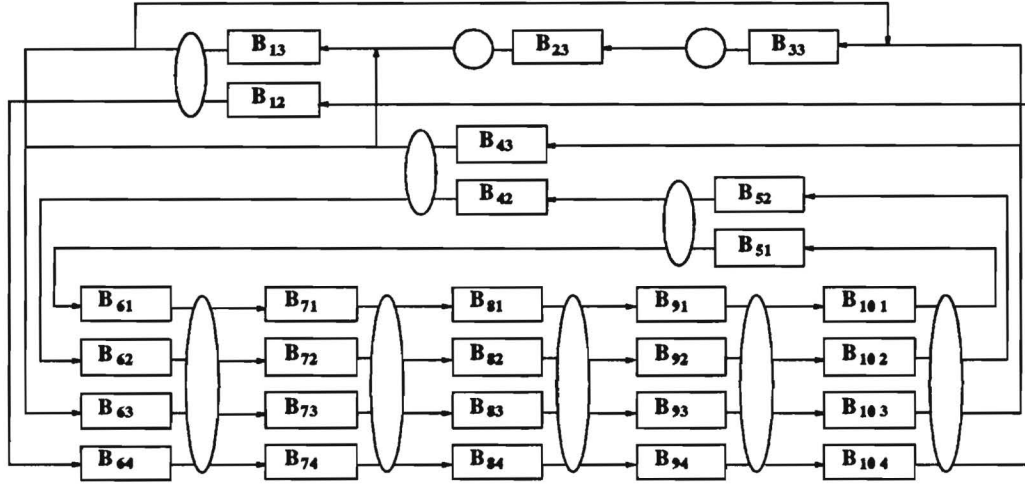 B13 B23 B33
B12
B43
B42 B52
B51
B61 B71 B81 B91 B10 1
B62 B72 B82 B92 B10 2
B63 B73 B83 B93 B10 3
B64 B74 B84 B94 B10 4